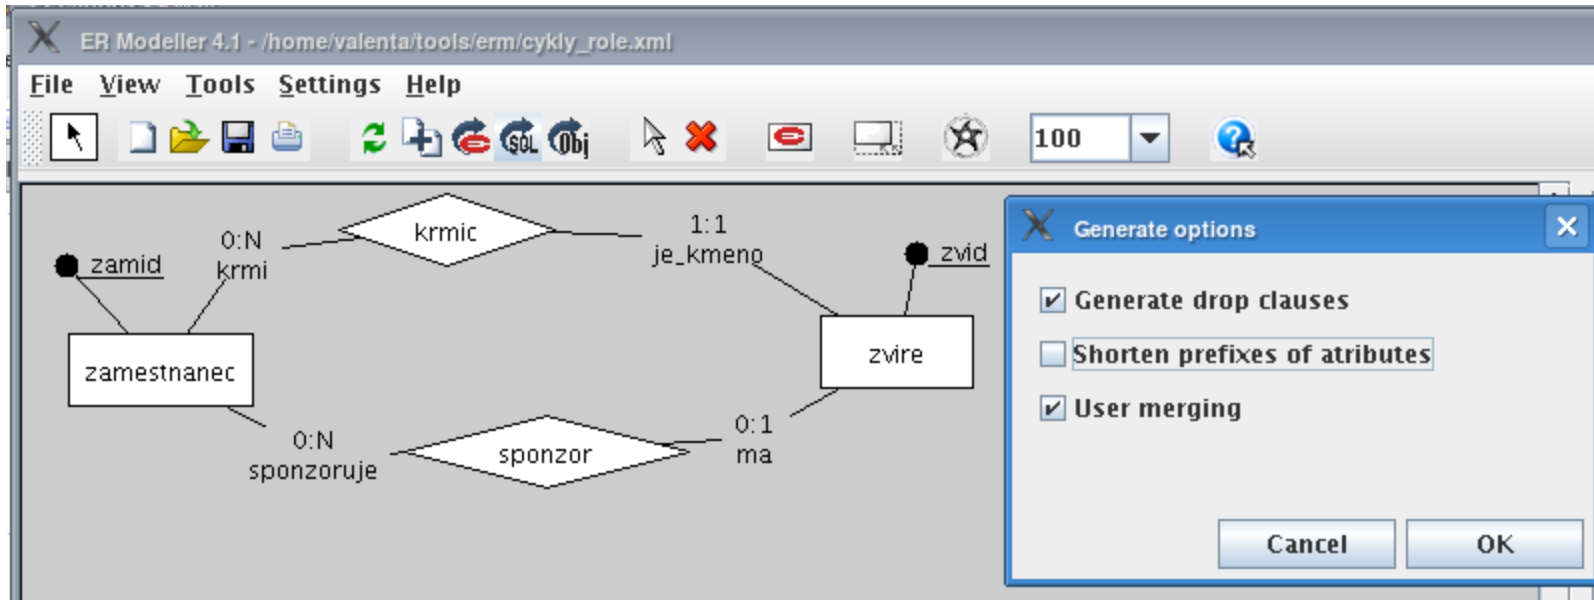 ER Modeller 4.1 - /home/valenta/tools/erm/cykly_role.xml
File View Tools Settings Help
SQL Obj 100
krmic
0:N
krmi
1:1
je_kmeno
zamid
zvid
zamestnanec
zvire
0:N
sponzoruje
sponzor
0:1
ma
Generate options
Generate drop clauses
Shorten prefixes of atributes
User merging
Cancel OK